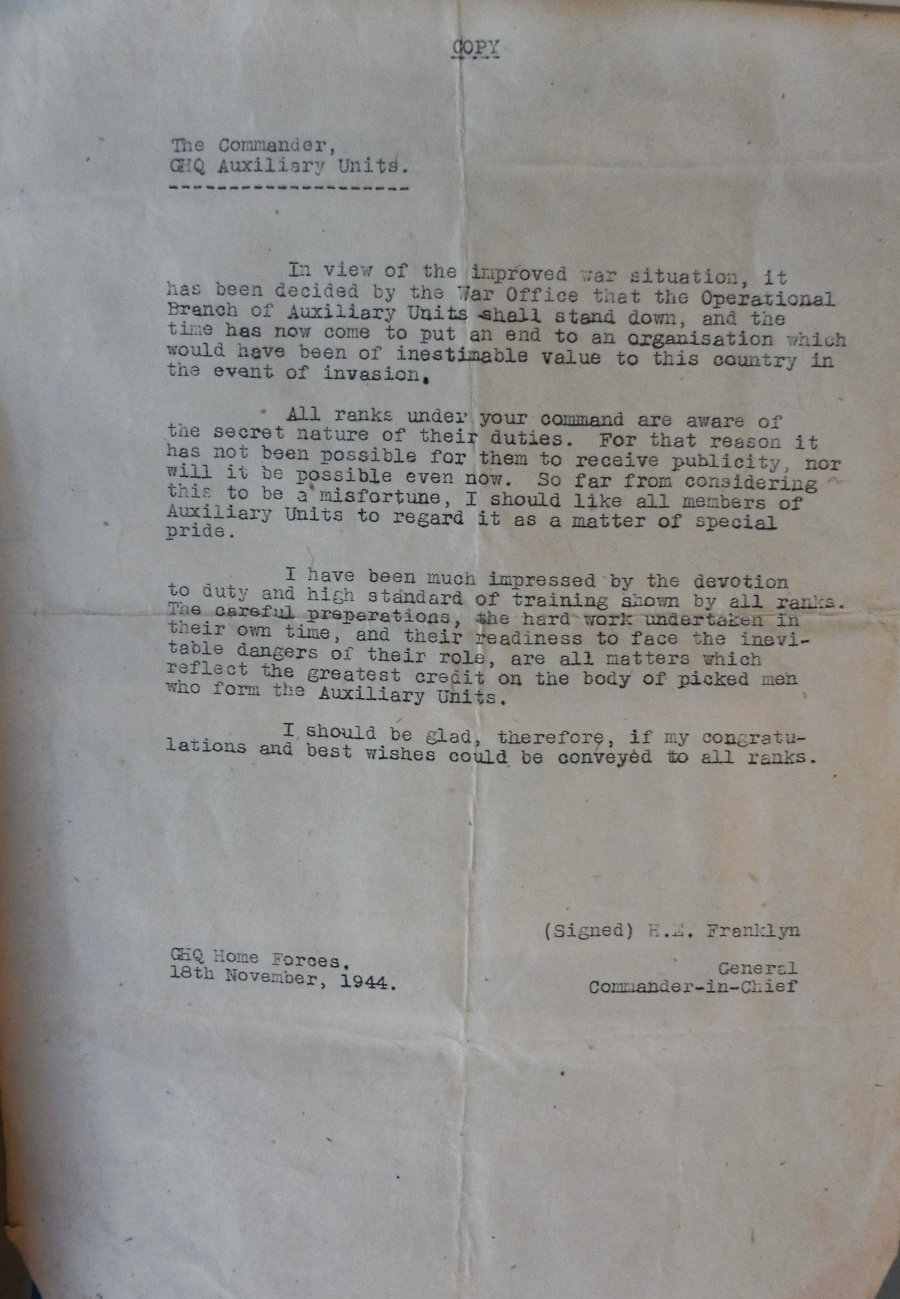 COPY
The Commander,
GHQ Auxiliary Units.
--------------------
In view of the improved war situation, it
has been decided by the War Office that the Operational
Branch of Auxiliary Units shall stand down, and the
time has now come to put an end to an organisation which
would have been of inestimable value to this country in
the event of invasion.
All ranks under your command are aware of
the secret nature of their duties. For that reason it
has not been possible for them to receive publicity, nor
will it be possible even now. So far from considering
this to be a misfortune, I should like all members of
Auxiliary Units to regard it as a matter of special
pride.
I have been much impressed by the devotion
to duty and high standard of training shown by all ranks.
The careful preparations, the hard work undertaken in
their own time, and their readiness to face the inevi-
table dangers of their role, are all matters which
reflect the greatest credit on the body of picked men
who form the Auxiliary Units.
I should be glad, therefore, if my congratu-
lations and best wishes could be conveyed to all ranks.
(Signed) H.E. Franklyn
GHQ Home Forces.
18th November, 1944.
General
Commander-in-Chief